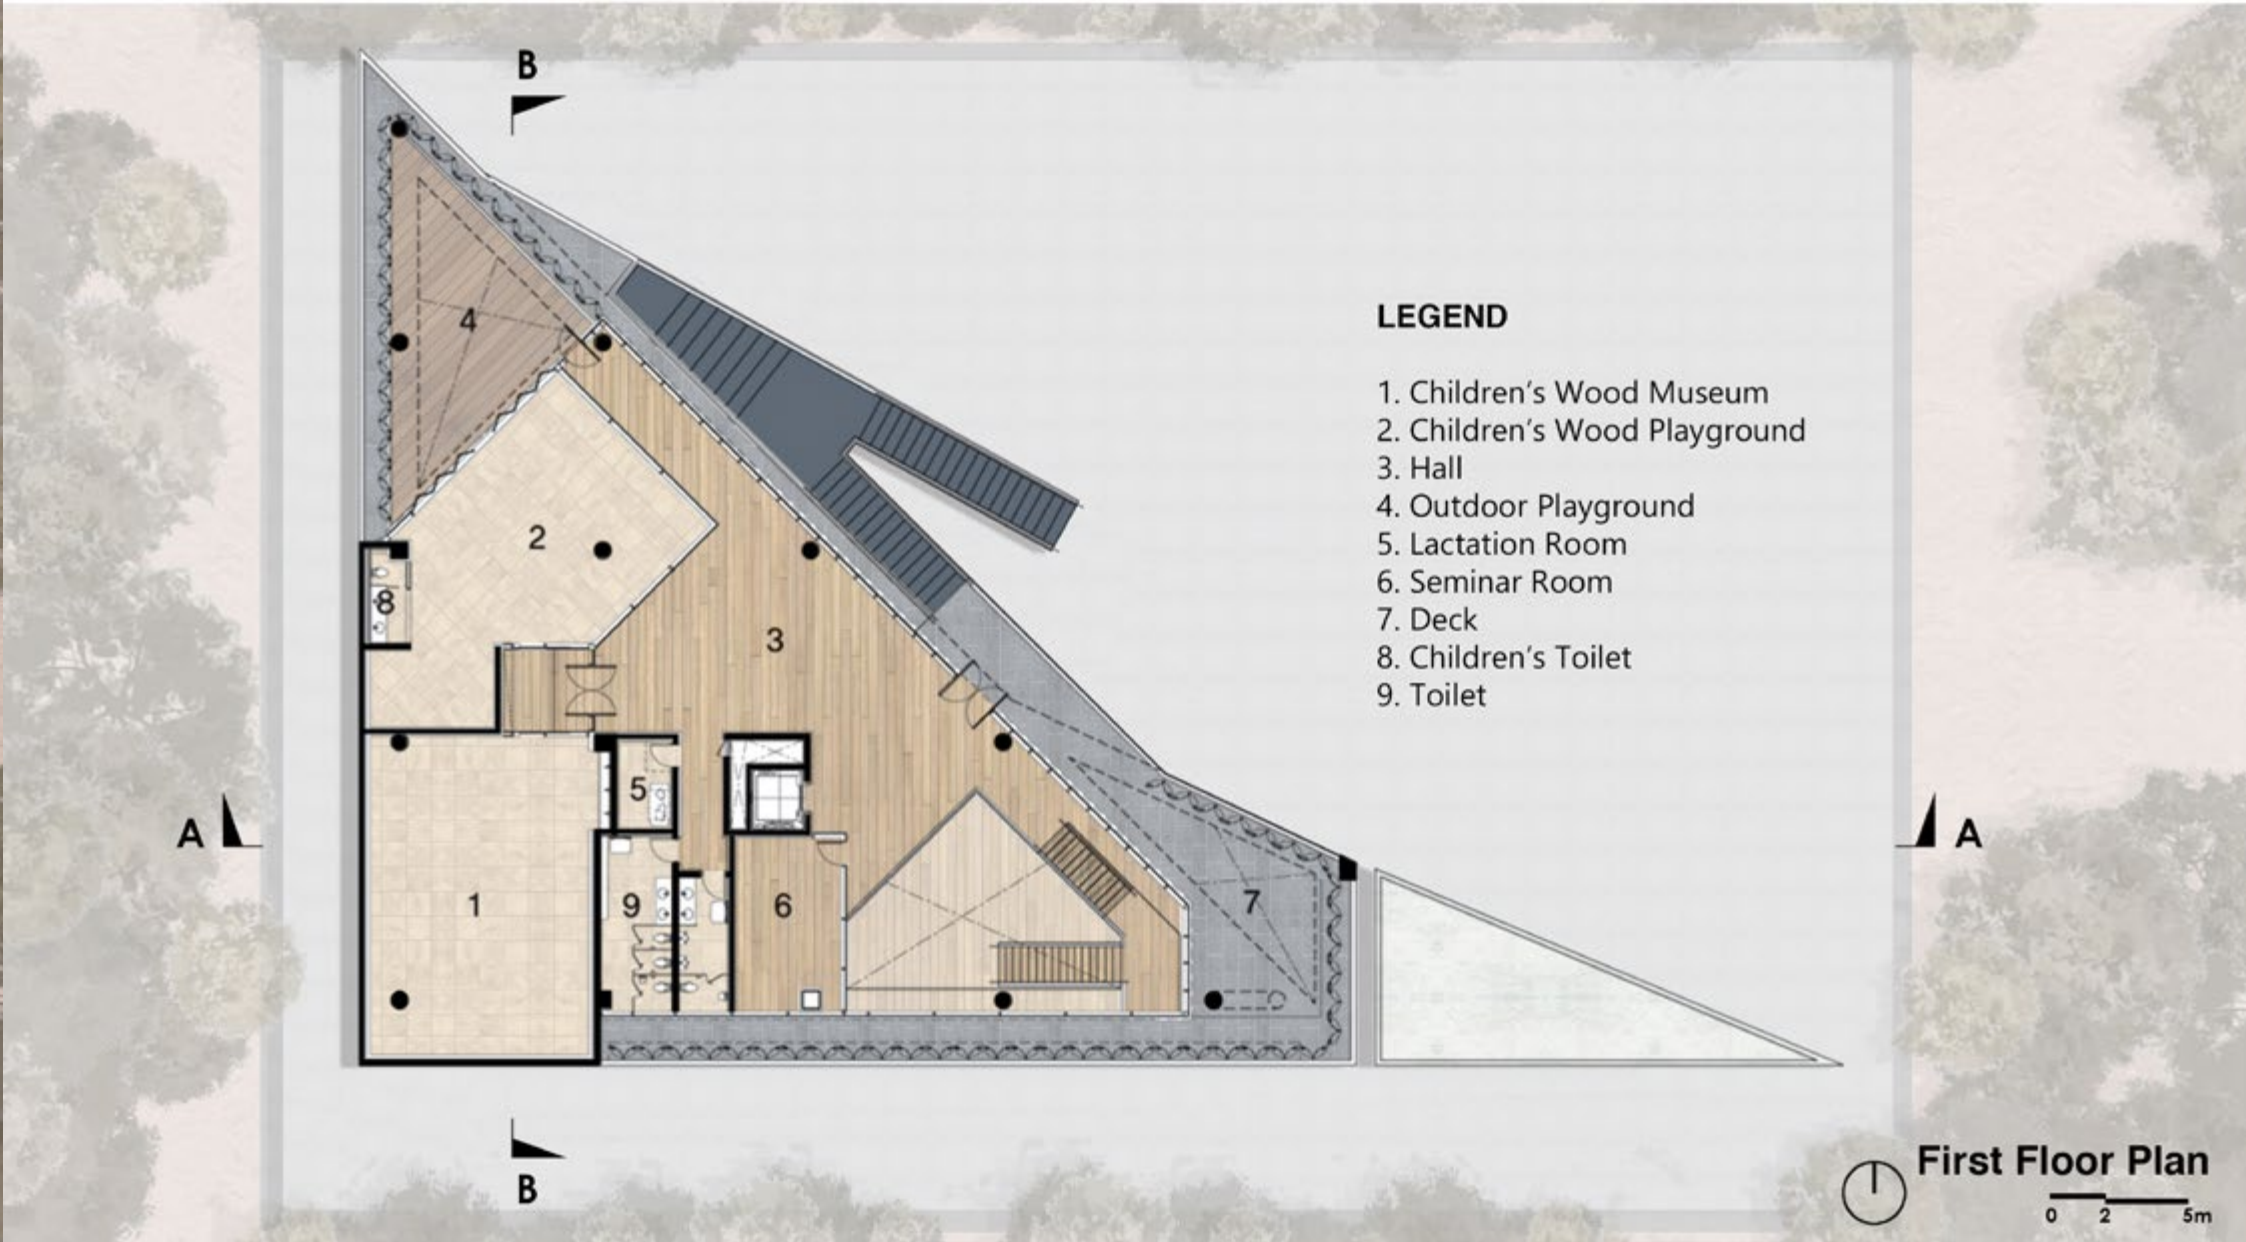 B
4
2
8
3
5
1
9
6
7
A
A
B
LEGEND
1. Children's Wood Museum
2. Children's Wood Playground
3. Hall
4. Outdoor Playground
5. Lactation Room
6. Seminar Room
7. Deck
8. Children's Toilet
9. Toilet
First Floor Plan
0 2 5m